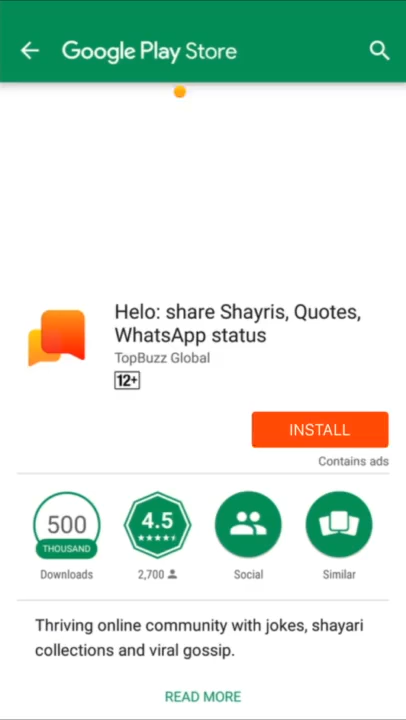 Google Play Store
Helo: share Shayris, Quotes,
WhatsApp status
TopBuzz Global
12+
INSTALL
Contains ads
500
THOUSAND
Downloads
4.5
2,700
Social
Similar
Thriving online community with jokes, shayari
collections and viral gossip.
READ MORE